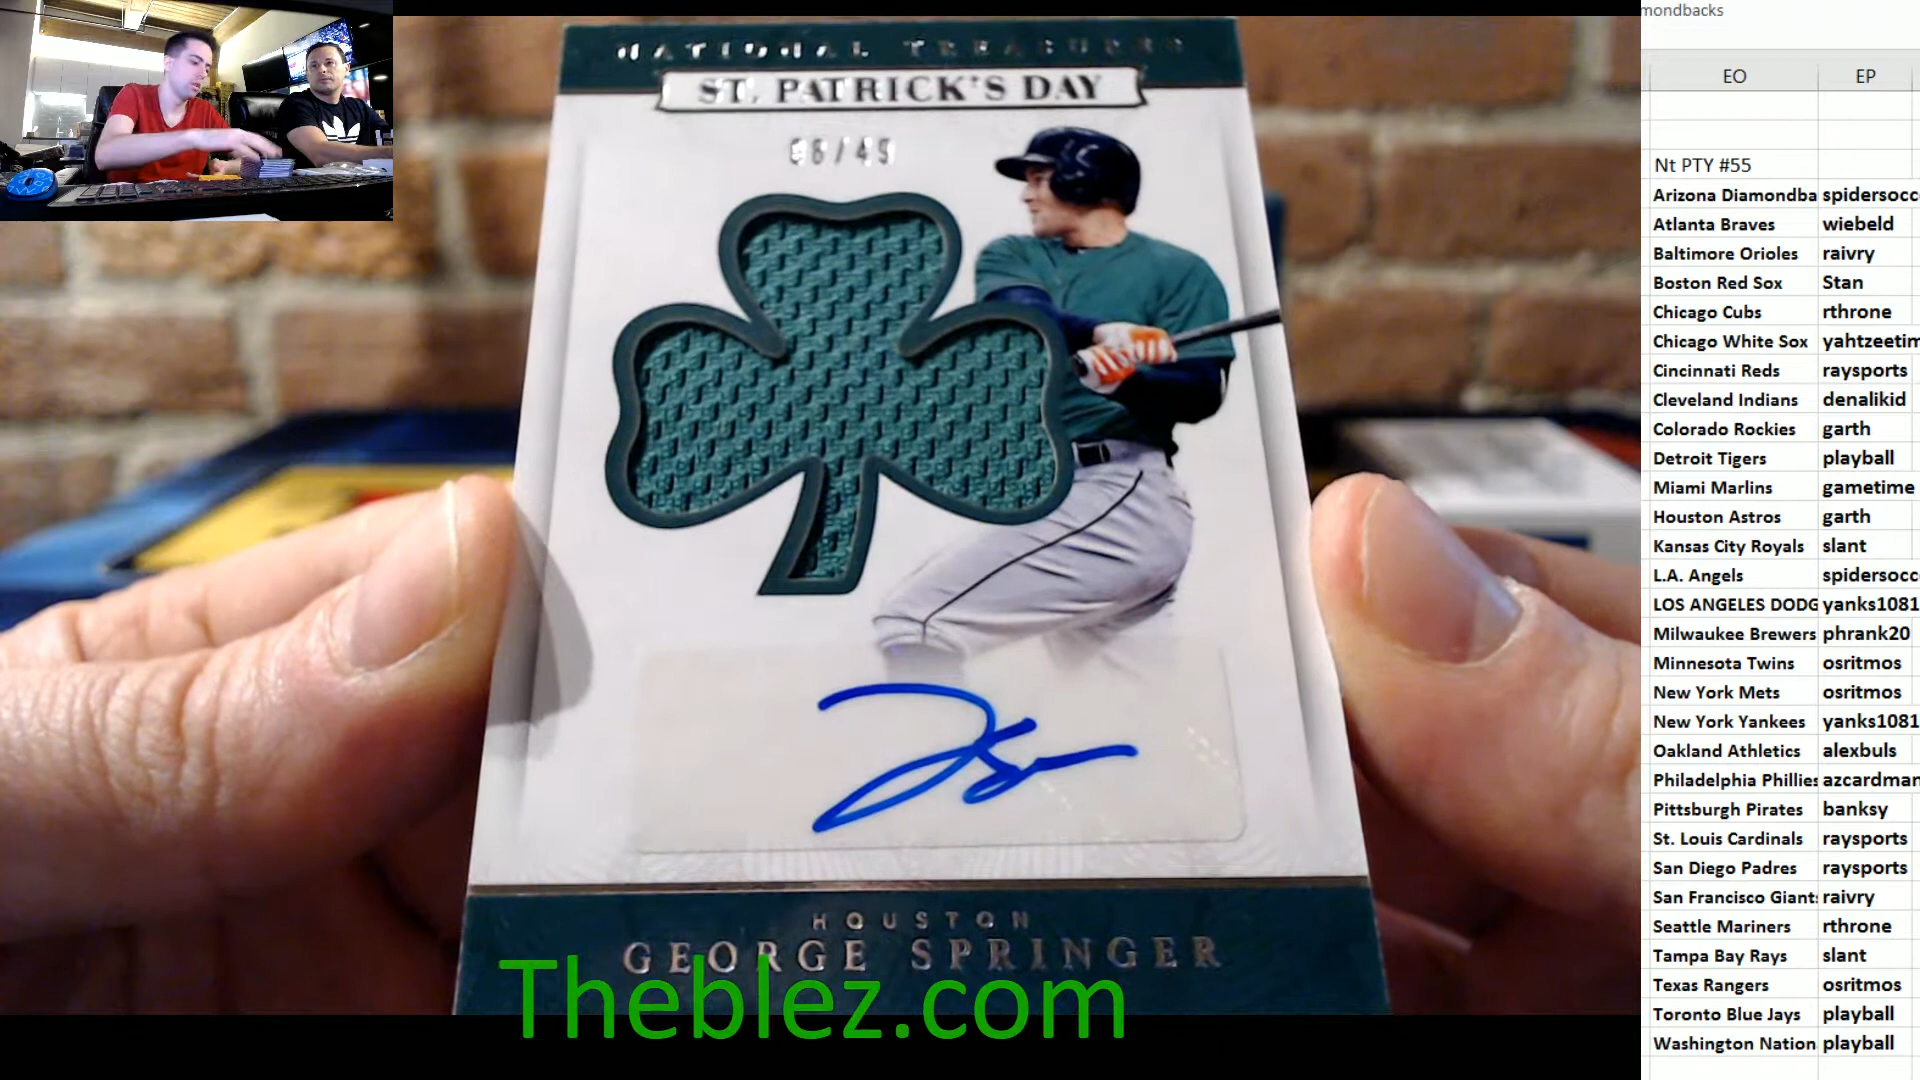 NATIONAL TREASURES
ST. PATRICK'S DAY
HOUSTON
GEORGE SPRINGER
Theblez.com
mondbacks
EO EP
Nt PTY #55
Arizona Diamondba spidersocc
Atlanta Braves wiebeld
Baltimore Orioles raivry
Boston Red Sox Stan
Chicago Cubs rthrone
Chicago White Sox yahtzeetim
Cincinnati Reds raysports
Cleveland Indians denalikid
Colorado Rockies garth
Detroit Tigers playball
Miami Marlins gametime
Houston Astros garth
Kansas City Royals slant
L.A. Angels spidersocc
LOS ANGELES DODG yanks1081
Milwaukee Brewers phrank20
Minnesota Twins osritmos
New York Mets osritmos
New York Yankees yanks1081
Oakland Athletics alexbuls
Philadelphia Phillies azcardman
Pittsburgh Pirates banksy
St. Louis Cardinals raysports
San Diego Padres raysports
San Francisco Giants raivry
Seattle Mariners rthrone
Tampa Bay Rays slant
Texas Rangers osritmos
Toronto Blue Jays playball
Washington Nation playball